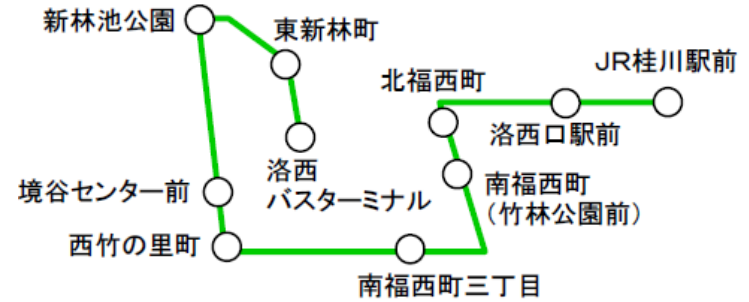 新林池公園
東新林町
JR桂川駅前
北福西町
洛西口駅前
洛西
バスターミナル
境谷センター前
南福西町
(竹林公園前)
西竹の里町
南福西町三丁目